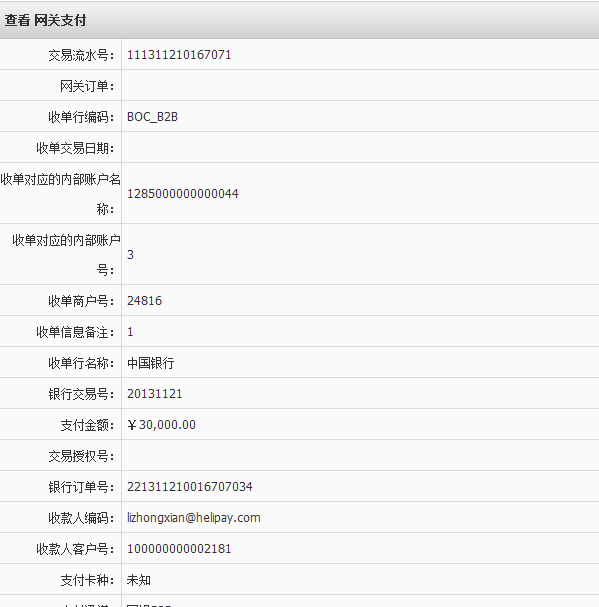 查看 网关支付
交易流水号： 111311210167071
网关订单：
收单行编码： BOC_B2B
收单交易日期：
收单对应的内部账户名
称： 1285000000000044
收单对应的内部账户
号： 3
收单商户号： 24816
收单信息备注： 1
收单行名称： 中国银行
银行交易号： 20131121
支付金额： ￥30,000.00
交易授权号：
银行订单号： 221311210016707034
收款人编码： lizhongxian@helipay.com
收款人客户号： 100000000002181
支付卡种： 未知